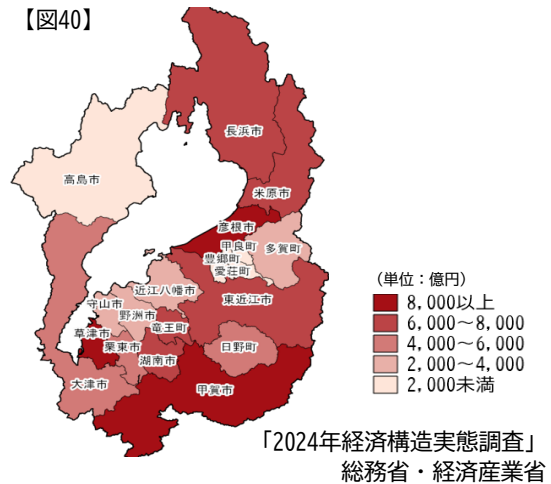 【図40】
長浜市
高島市
米原市
彦根市
甲良町
多賀町
豊郷町
愛荘町
近江八幡市
東近江市
守山市
野洲市
竜王町
草津市
栗東市
湖南市
日野町
大津市
甲賀市
(単位：億円)
8,000以上
6,000～8,000
4,000～6,000
2,000～4,000
2,000未満
「2024年経済構造実態調査」
総務省・経済産業省